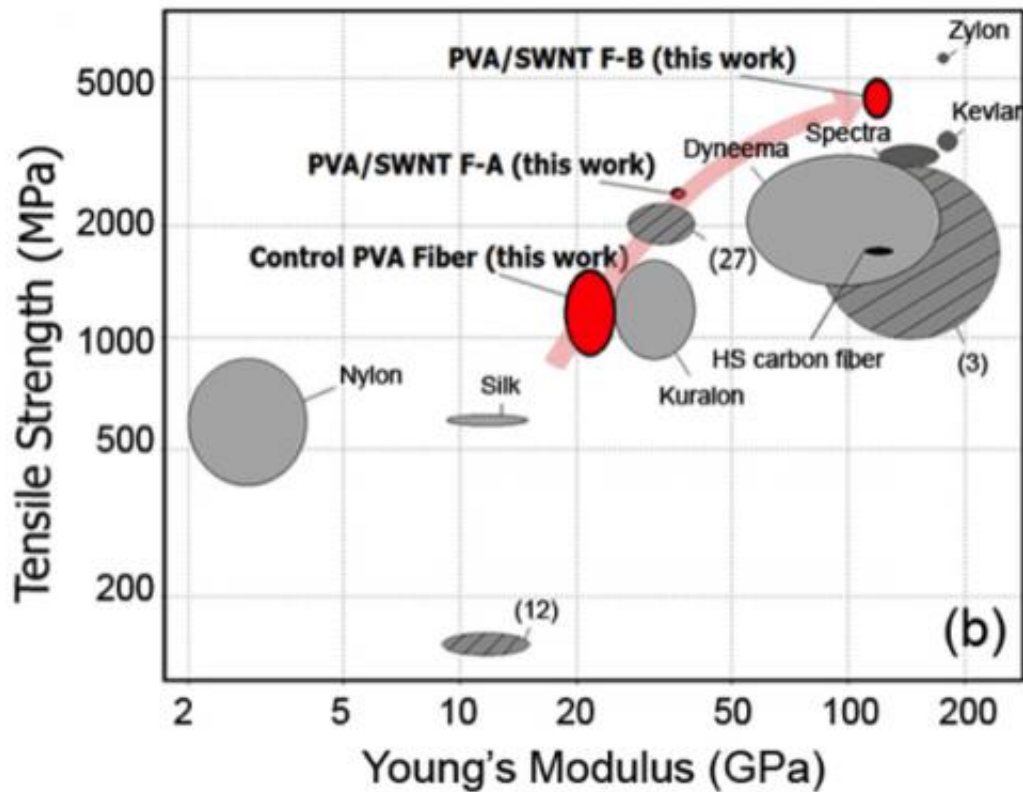 Zylon
PVA/SWNT F-B (this work)
5000
Kevlar
Spectra
Dyneema
PVA/SWNT F-A (this work)
2000
(27)
Control PVA Fiber (this work)
1000
HS carbon fiber
(3)
Nylon
Silk
Kuralon
500
200
(12)
(b)
2 5 10 20 50 100 200
Young's Modulus (GPa)
Tensile Strength (MPa)